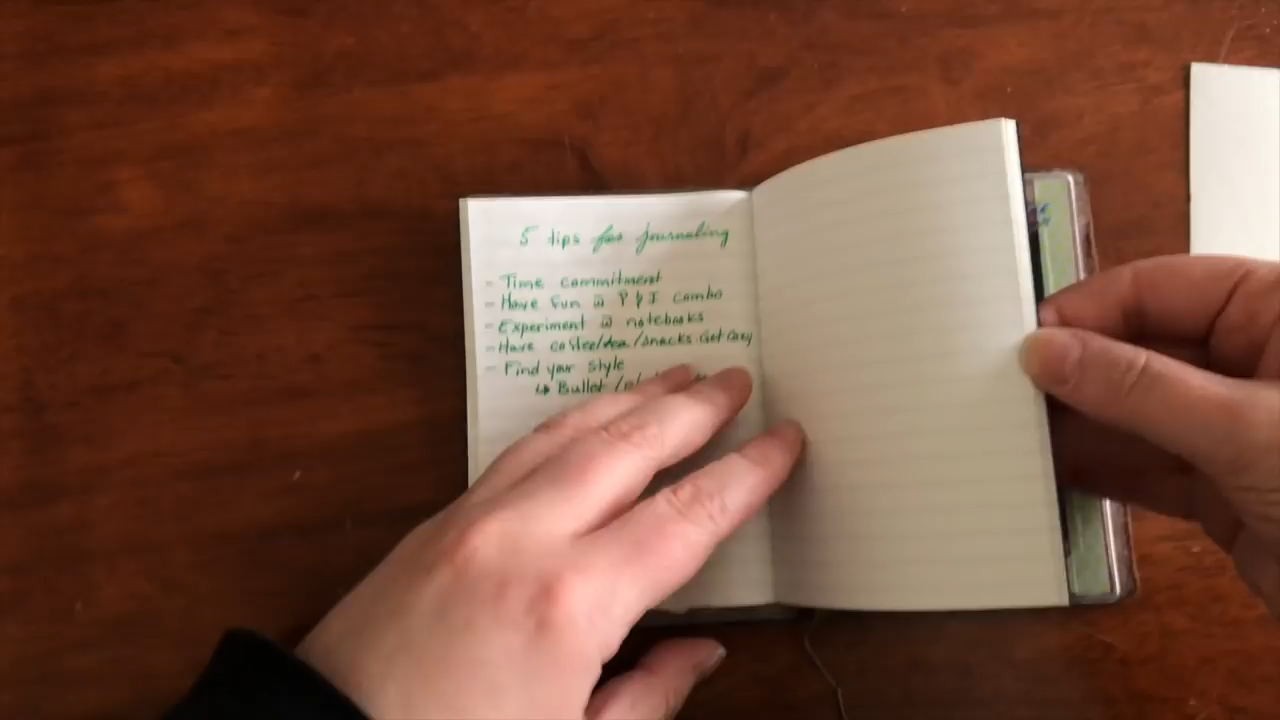 5 tips for journaling
- Time commitment
- Have fun w P & I combo
- Experiment w notebooks
- Have coffee/tea/snacks. Get cozy
- Find your style
↳ Bullet /